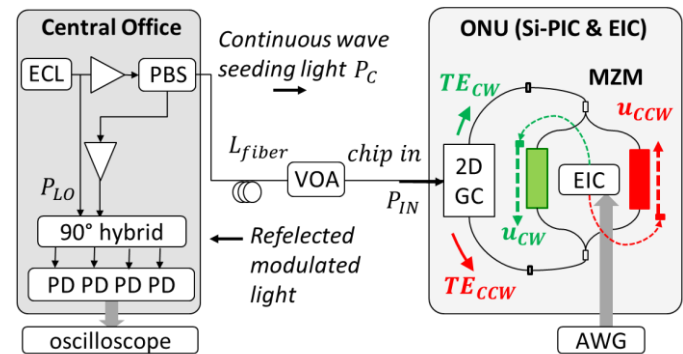 Central Office
ECL
PBS
P_LO
90° hybrid
PD PD PD PD
oscilloscope
Continuous wave
seeding light P_C
L_fiber
VOA
chip in
P_IN
Refelected
modulated
light
ONU (Si-PIC & EIC)
MZM
TE_CW
u_CCW
2D
GC
EIC
u_CW
TE_CCW
AWG